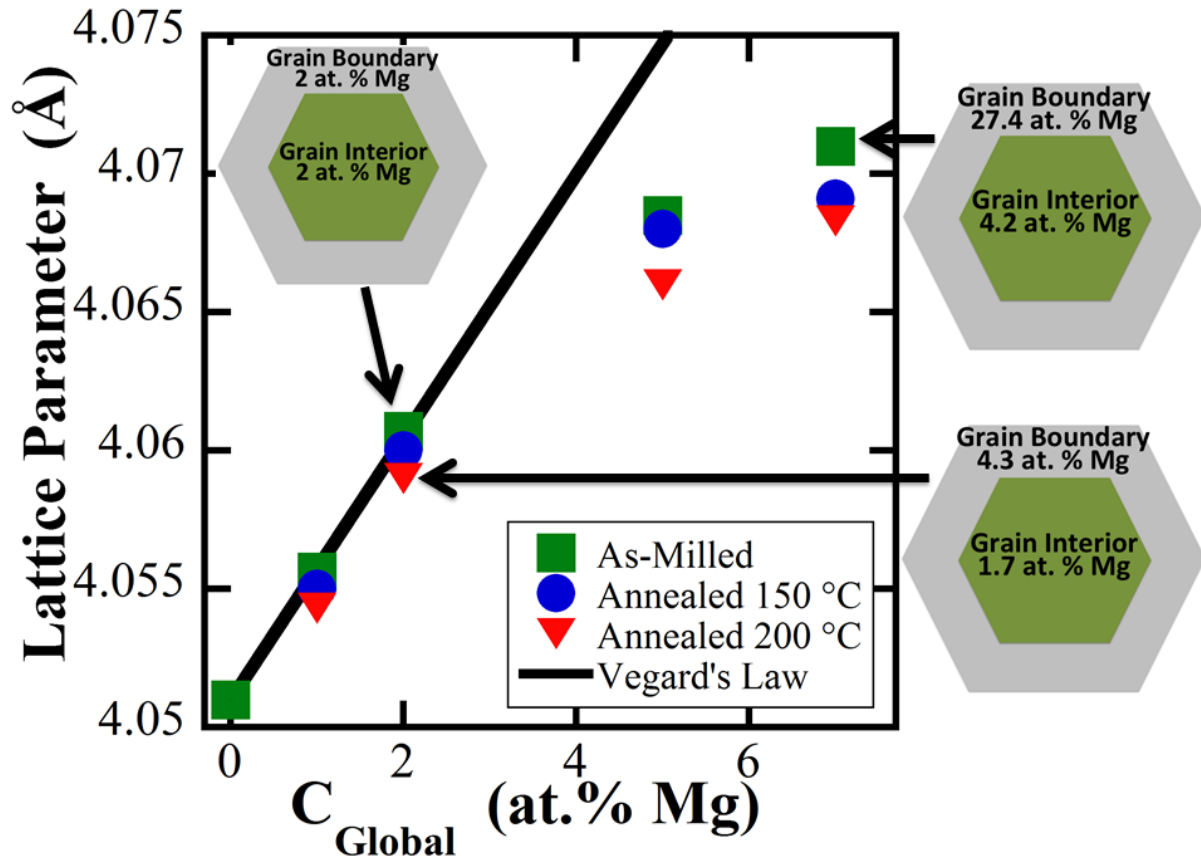 4.075
4.07
4.065
4.06
4.055
4.05
Lattice Parameter (Å)
Grain Boundary
2 at. % Mg
Grain Interior
2 at. % Mg
Grain Boundary
27.4 at. % Mg
Grain Interior
4.2 at. % Mg
Grain Boundary
4.3 at. % Mg
Grain Interior
1.7 at. % Mg
As-Milled
Annealed 150 °C
Annealed 200 °C
Vegard's Law
0 2 4 6
C Global (at.% Mg)